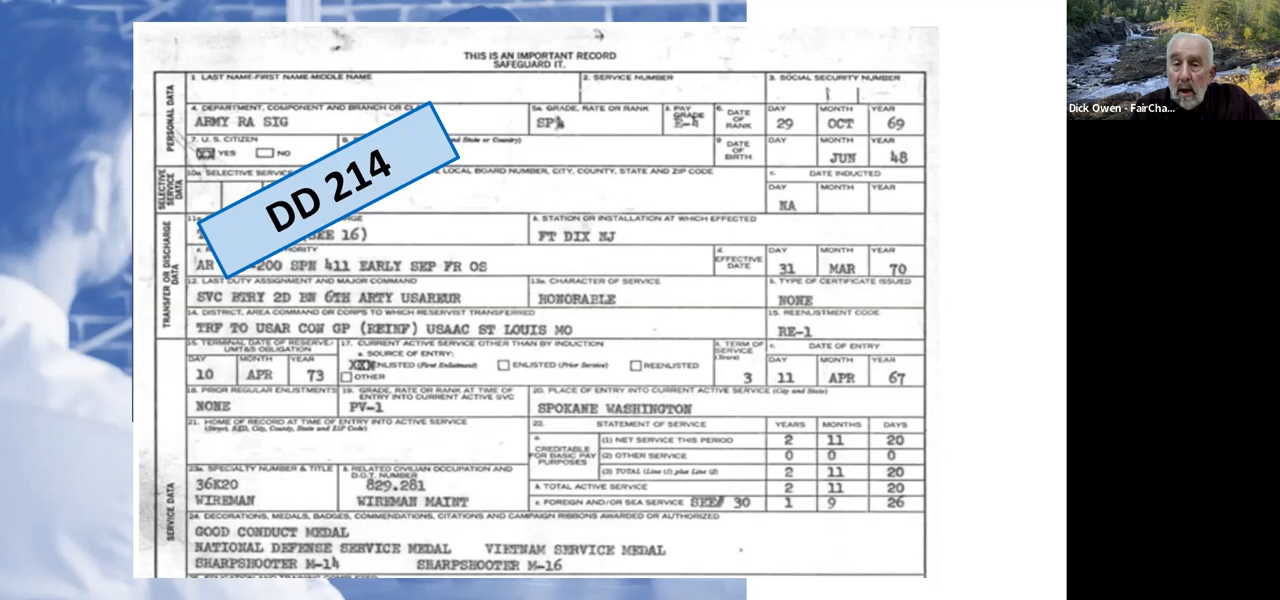 THIS IS AN IMPORTANT RECORD
SAFEGUARD IT.
PERSONAL DATA
1 LAST NAME-FIRST NAME-MIDDLE NAME
2. SERVICE NUMBER
3. SOCIAL SECURITY NUMBER
4. DEPARTMENT, COMPONENT AND BRANCH OR
ARMY RA SIG
5a. GRADE, RATE OR RANK
SP4
PAY GRADE
E-4
6. DATE OF RANK
DAY MONTH YEAR
29 OCT 69
7. U. S. CITIZEN
YES NO
and State or Country)
9 DATE OF BIRTH
DAY MONTH YEAR
JUN 48
DD 214
SELECTIVE SERVICE DATA
10a. SELECTIVE SERVICE
LOCAL BOARD NUMBER, CITY, COUNTY, STATE AND ZIP CODE
c. DATE INDUCTED
DAY MONTH YEAR
NA
TRANSFER OR DISCHARGE DATA
11a
16)
b. STATION OR INSTALLATION AT WHICH EFFECTED
FT DIX NJ
AR 200 SPN 411 EARLY SEP FR OS
d. EFFECTIVE DATE
DAY MONTH YEAR
31 MAR 70
12. LAST DUTY ASSIGNMENT AND MAJOR COMMAND
SVC BTRY 2D BN 6TH ARTY USAREUR
13a. CHARACTER OF SERVICE
HONORABLE
b. TYPE OF CERTIFICATE ISSUED
NONE
14. DISTRICT, AREA COMMAND OR CORPS TO WHICH RESERVIST TRANSFERRED
TRF TO USAR CON GP (REINF) USAAC ST LOUIS MO
15. REENLISTMENT CODE
RE-1
16. TERMINAL DATE OF RESERVE/
UMT&S OBLIGATION
DAY MONTH YEAR
10 APR 73
17. CURRENT ACTIVE SERVICE OTHER THAN BY INDUCTION
a. SOURCE OF ENTRY:
ENLISTED (First Enlistment) ENLISTED (Prior Service) REENLISTED
OTHER
b. TERM OF SERVICE (Years)
3
c. DATE OF ENTRY
DAY MONTH YEAR
11 APR 67
18. PRIOR REGULAR ENLISTMENTS
NONE
19. GRADE, RATE OR RANK AT TIME OF
ENTRY INTO CURRENT ACTIVE SVC
PV-1
20. PLACE OF ENTRY INTO CURRENT ACTIVE SERVICE (City and State)
SPOKANE WASHINGTON
SERVICE DATA
21. HOME OF RECORD AT TIME OF ENTRY INTO ACTIVE SERVICE
(Street, RFD, City, County, State and ZIP Code)
22. STATEMENT OF SERVICE YEARS MONTHS DAYS
a. CREDITABLE FOR BASIC PAY PURPOSES
(1) NET SERVICE THIS PERIOD 2 11 20
(2) OTHER SERVICE 0 0 0
(3) TOTAL (Line (1) plus Line (2) 2 11 20
b. TOTAL ACTIVE SERVICE 2 11 20
c. FOREIGN AND/OR SEA SERVICE SEE# 30 1 9 26
23a. SPECIALTY NUMBER & TITLE
36K20
WIREMAN
b. RELATED CIVILIAN OCCUPATION AND
D.O.T. NUMBER
829.281
WIREMAN MAINT
24. DECORATIONS, MEDALS, BADGES, COMMENDATIONS, CITATIONS AND CAMPAIGN RIBBONS AWARDED OR AUTHORIZED
GOOD CONDUCT MEDAL
NATIONAL DEFENSE SERVICE MEDAL VIETNAM SERVICE MEDAL
SHARPSHOOTER M-14 SHARPSHOOTER M-16
Dick Owen - FairCha...